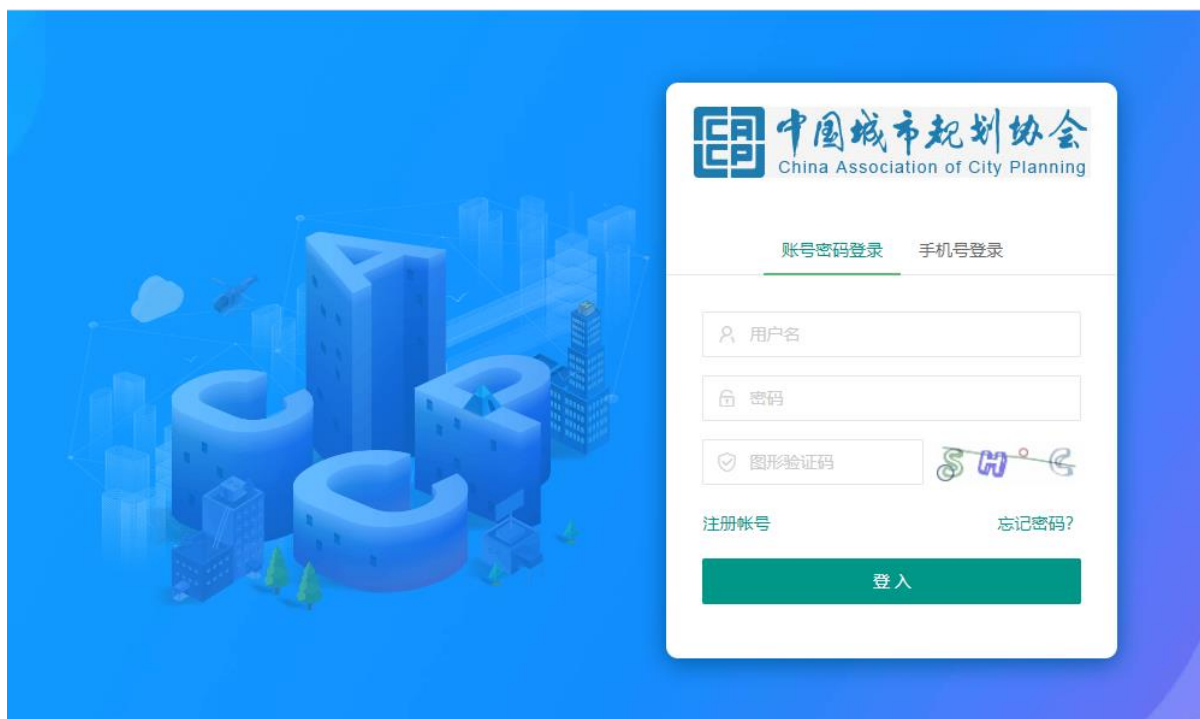 CA
CP
中国城市规划协会
China Association of City Planning
账号密码登录 手机号登录
用户名
密码
图形验证码
注册帐号 忘记密码?
登入
A
C
P
C